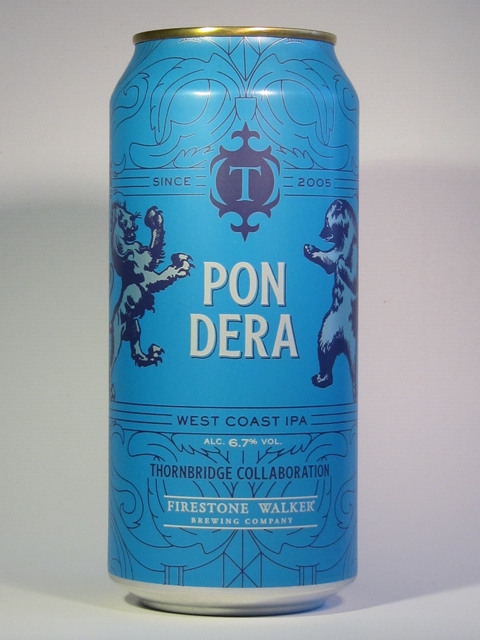 SINCE T 2005
PON
DERA
WEST COAST IPA
ALC. 6.7% VOL.
THORNBRIDGE COLLABORATION
FIRESTONE WALKER
BREWING COMPANY